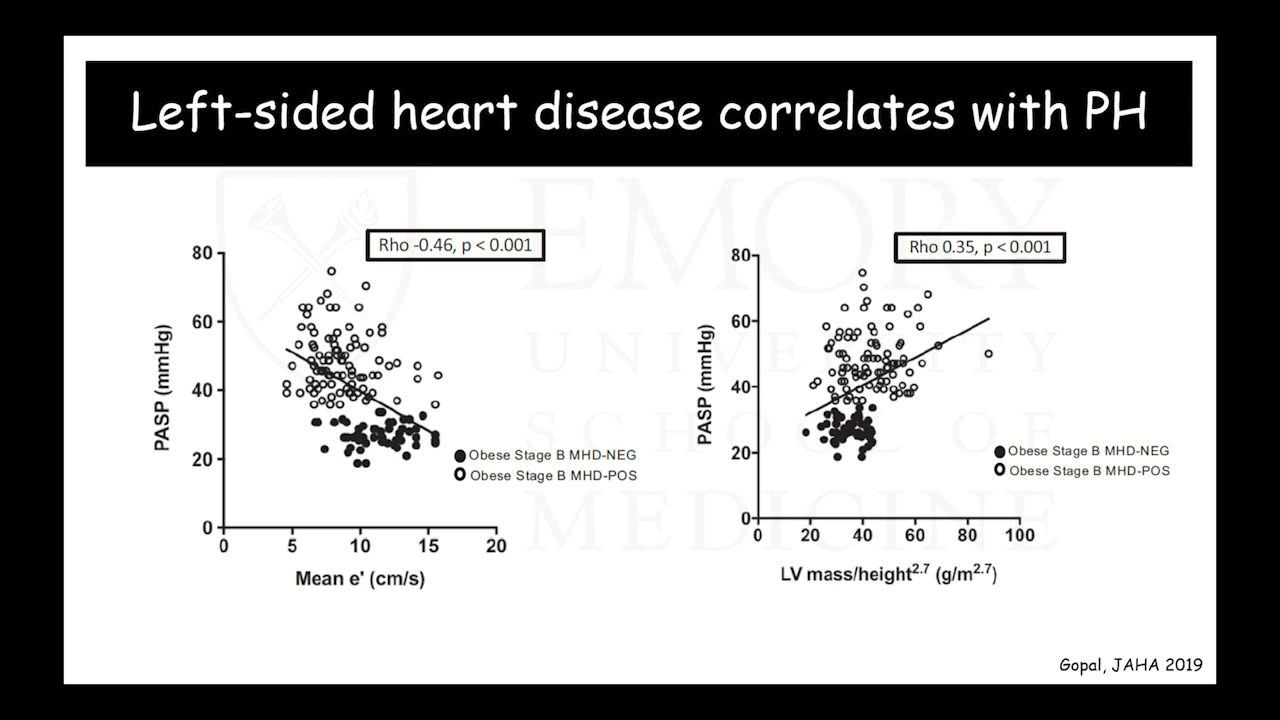 Left-sided heart disease correlates with PH
EMORY
UNIVERSITY
SCHOOL OF
MEDICINE
Rho -0.46, p < 0.001
80
60
40
20
0
PASP (mmHg)
0 5 10 15 20
Mean e' (cm/s)
Obese Stage B MHD-NEG
Obese Stage B MHD-POS
Rho 0.35, p < 0.001
80
60
40
20
0
PASP (mmHg)
0 20 40 60 80 100
LV mass/height2.7 (g/m2.7)
Obese Stage B MHD-NEG
Obese Stage B MHD-POS
Gopal, JAHA 2019